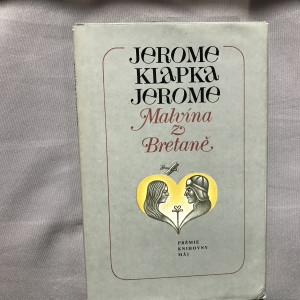 JEROME
KLAPKA
JEROME
Malvína
z
Bretaně
PRÉMIE
KNIHOVNY
MÁJ